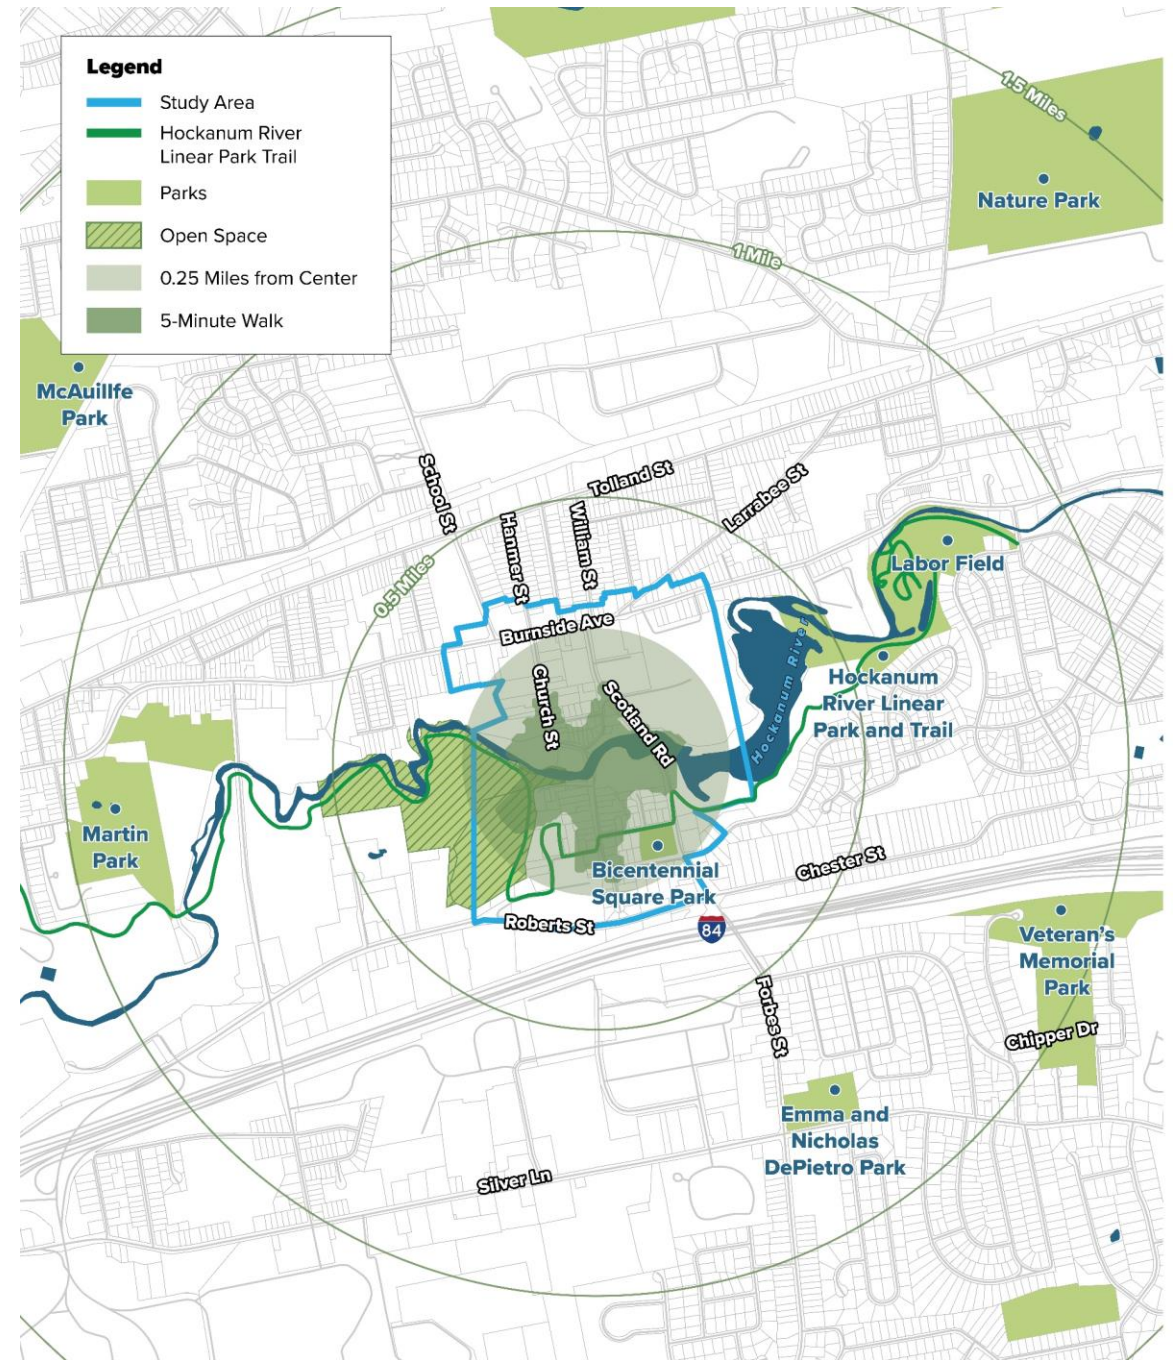 Legend
Study Area
Hockanum River
Linear Park Trail
Parks
Open Space
0.25 Miles from Center
5-Minute Walk
1.5 Miles
Nature Park
1 Mile
McAuillfe
Park
School St
Hanmer St
William St
Tolland St
Larrabee St
0.5 Miles
Labor Field
Burnside Ave
Church St
Scotland Rd
Hockanum River
Hockanum
River Linear
Park and Trail
Martin
Park
Bicentennial
Square Park
Chester St
Roberts St
84
Veteran's
Memorial
Park
Forbes St
Chipper Dr
Emma and
Nicholas
DePietro Park
Silver Ln